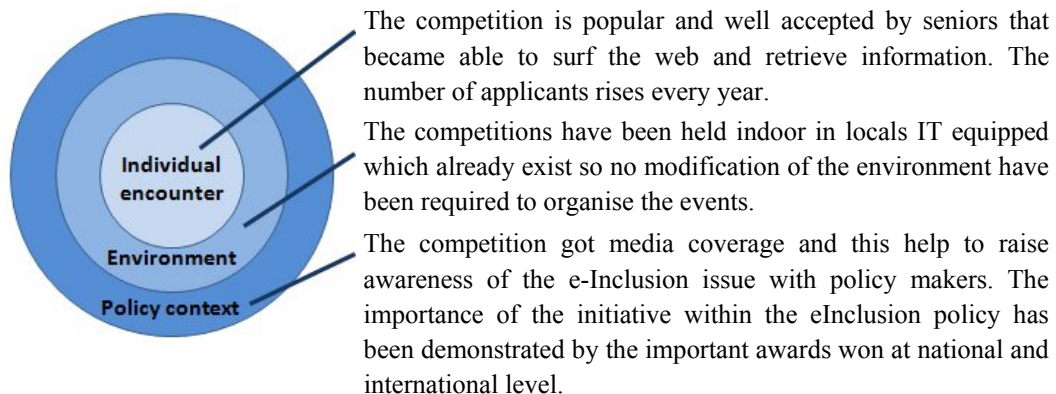 The competition is popular and well accepted by seniors that
became able to surf the web and retrieve information. The
number of applicants rises every year.
The competitions have been held indoor in locals IT equipped
which already exist so no modification of the environment have
been required to organise the events.
The competition got media coverage and this help to raise
awareness of the e-Inclusion issue with policy makers. The
importance of the initiative within the eInclusion policy has
been demonstrated by the important awards won at national and
international level.
Individual
encounter
Environment
Policy context